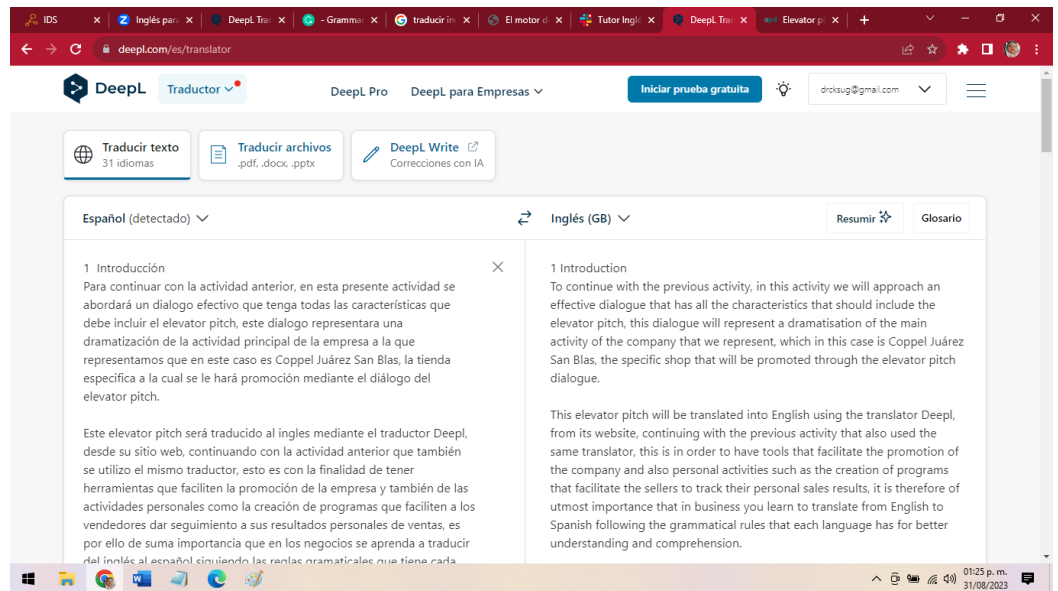 IDS
Inglés para
DeepL Tra
- Grammar
traducir in
El motor d
Tutor Inglé
DeepL Tran
apd
Elevator p
deepl.com/es/translator
DeepL
Traductor
DeepL Pro
DeepL para Empresas
Iniciar prueba gratuita
drcksug@gmail.com
Traducir texto
31 idiomas
Traducir archivos
.pdf, .docx, .pptx
DeepL Write
Correcciones con IA
Español (detectado)
Inglés (GB)
Resumir
Glosario
1 Introducción
Para continuar con la actividad anterior, en esta presente actividad se
abordará un dialogo efectivo que tenga todas las características que
debe incluir el elevator pitch, este dialogo representara una
dramatización de la actividad principal de la empresa a la que
representamos que en este caso es Coppel Juárez San Blas, la tienda
especifica a la cual se le hará promoción mediante el diálogo del
elevator pitch.
Este elevator pitch será traducido al ingles mediante el traductor Deepl,
desde su sitio web, continuando con la actividad anterior que también
se utilizo el mismo traductor, esto es con la finalidad de tener
herramientas que faciliten la promoción de la empresa y también de las
actividades personales como la creación de programas que faciliten a los
vendedores dar seguimiento a sus resultados personales de ventas, es
por ello de suma importancia que en los negocios se aprenda a traducir
del inglés al español siguiendo las reglas gramaticales que tiene cada
1 Introduction
To continue with the previous activity, in this activity we will approach an
effective dialogue that has all the characteristics that should include the
elevator pitch, this dialogue will represent a dramatisation of the main
activity of the company that we represent, which in this case is Coppel Juárez
San Blas, the specific shop that will be promoted through the elevator pitch
dialogue.
This elevator pitch will be translated into English using the translator Deepl,
from its website, continuing with the previous activity that also used the
same translator, this is in order to have tools that facilitate the promotion of
the company and also personal activities such as the creation of programs
that facilitate the sellers to track their personal sales results, it is therefore of
utmost importance that in business you learn to translate from English to
Spanish following the grammatical rules that each language has for better
understanding and comprehension.
01:25 p. m.
31/08/2023